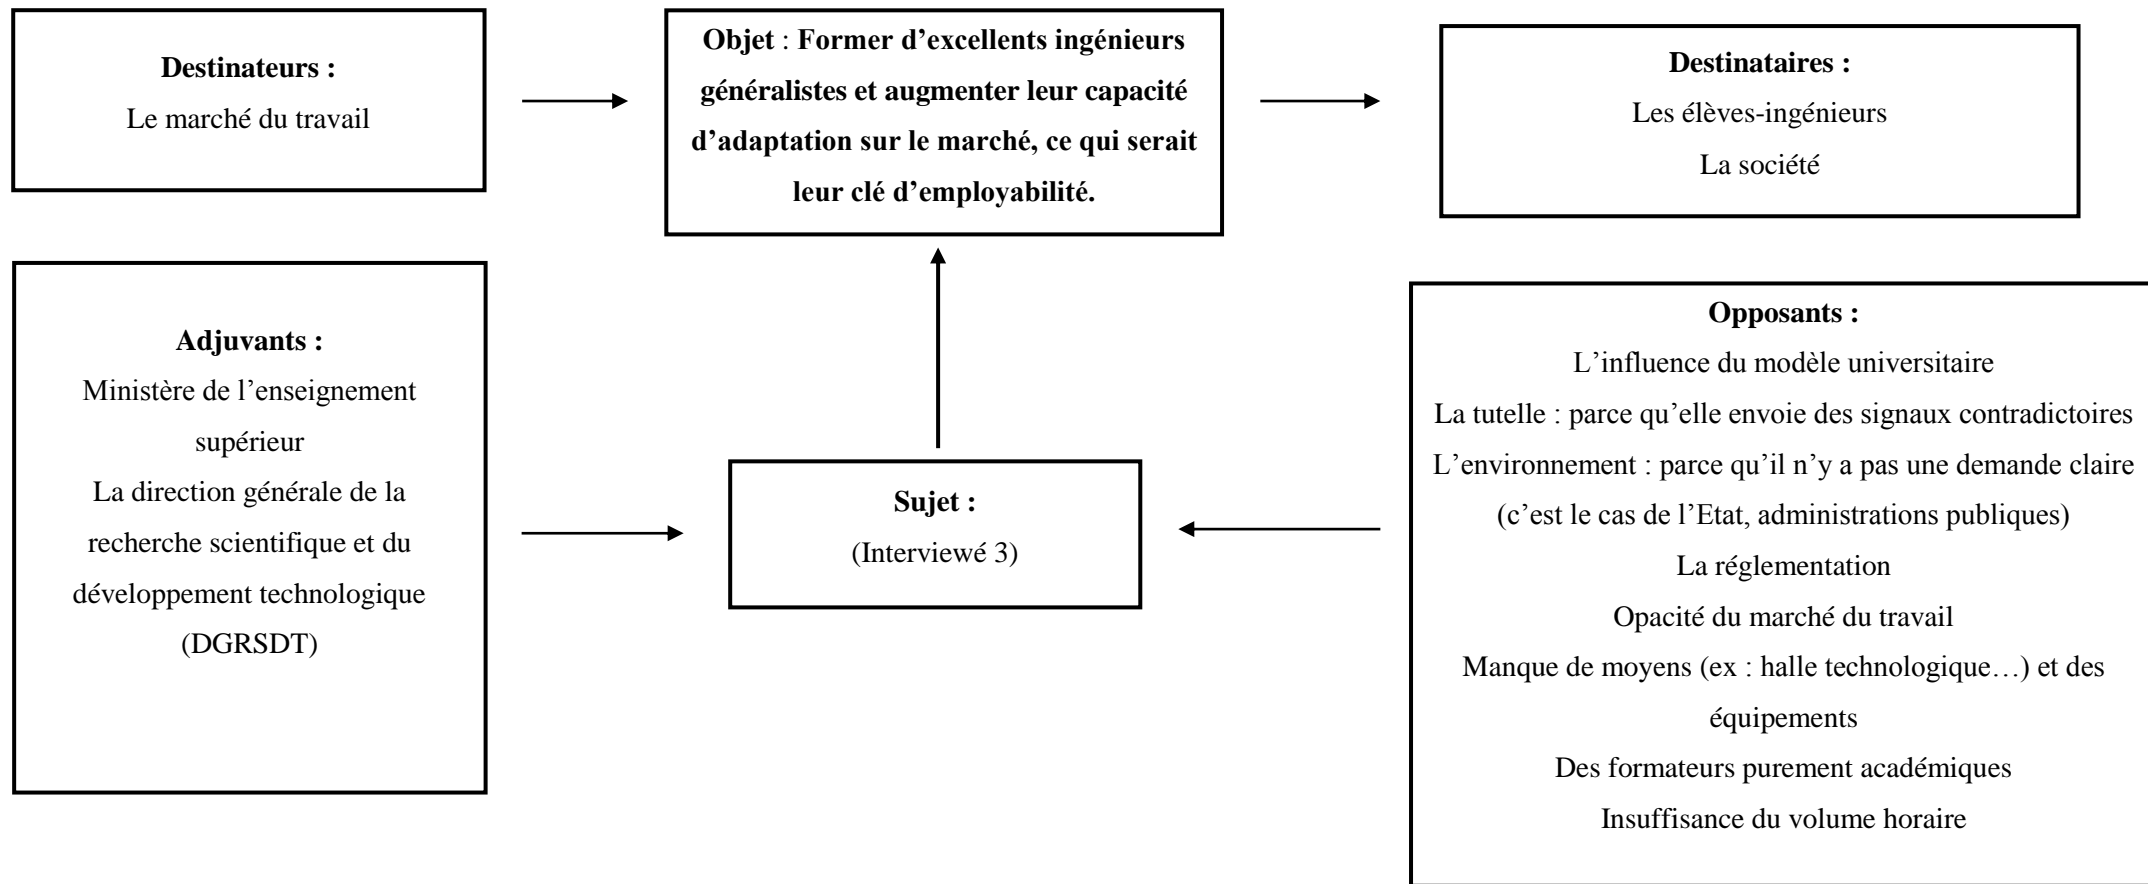 Destinateurs :
Le marché du travail
Objet : Former d’excellents ingénieurs
généralistes et augmenter leur capacité
d’adaptation sur le marché, ce qui serait
leur clé d’employabilité.
Destinataires :
Les élèves-ingénieurs
La société
Adjuvants :
Ministère de l’enseignement
supérieur
La direction générale de la
recherche scientifique et du
développement technologique
(DGRSDT)
Sujet :
(Interviewé 3)
Opposants :
L’influence du modèle universitaire
La tutelle : parce qu’elle envoie des signaux contradictoires
L’environnement : parce qu’il n’y a pas une demande claire
(c’est le cas de l’Etat, administrations publiques)
La réglementation
Opacité du marché du travail
Manque de moyens (ex : halle technologique…) et des
équipements
Des formateurs purement académiques
Insuffisance du volume horaire